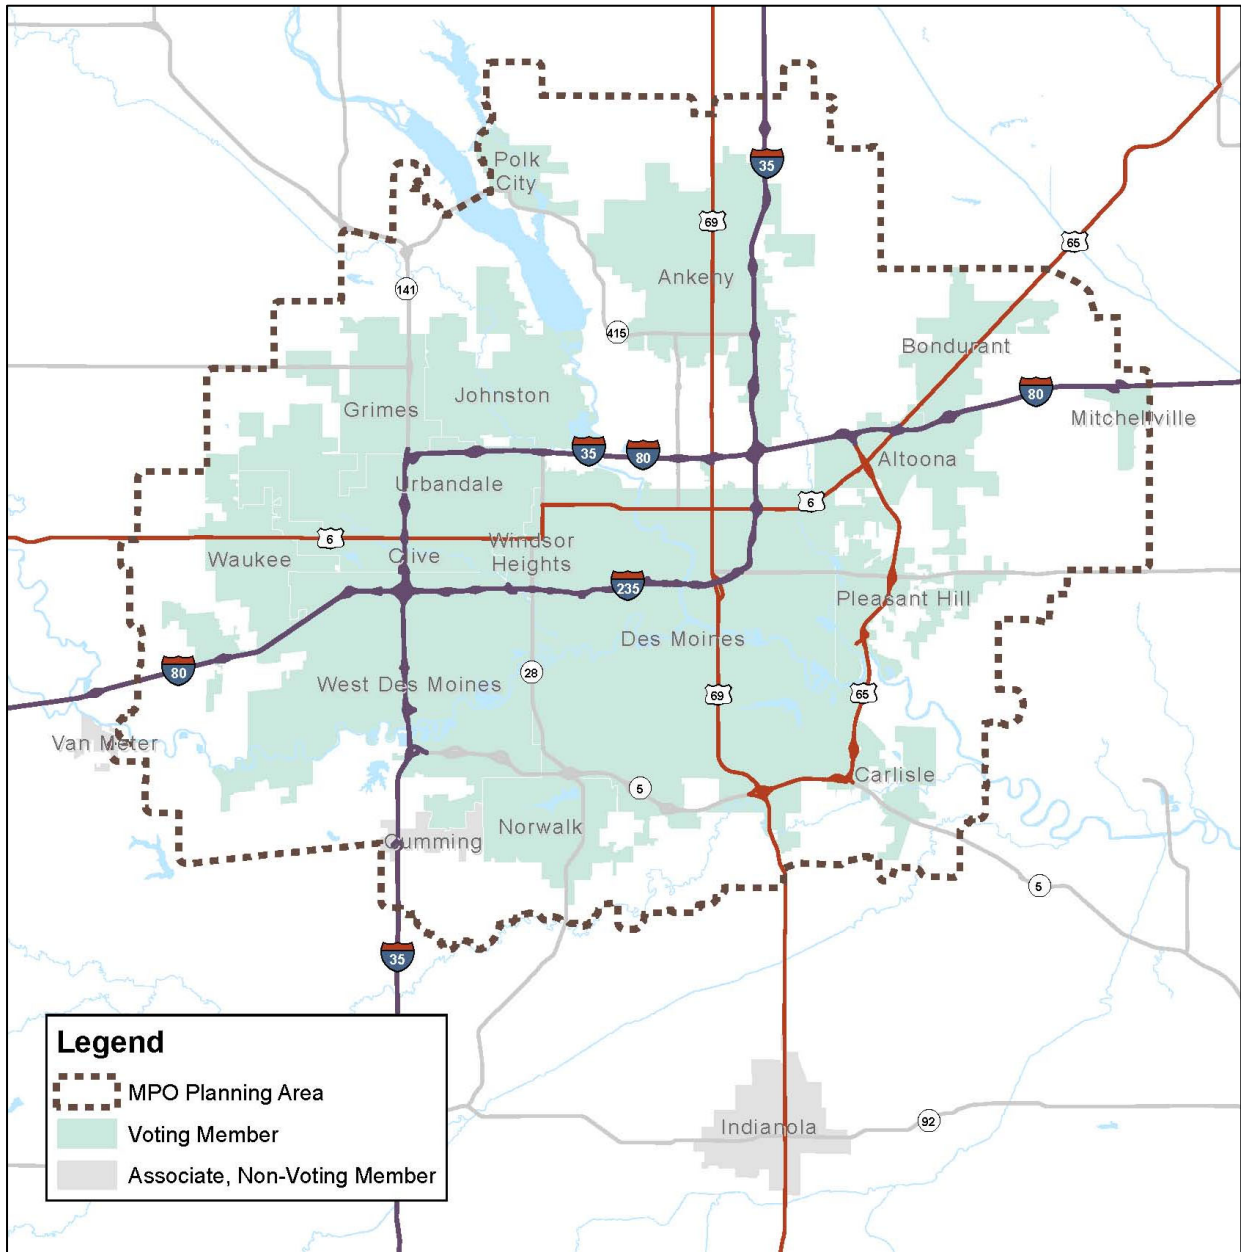 Polk
City
35
69
65
Ankeny
141
415
Bondurant
80
Mitchellville
Johnston
Grimes
35
80
Altoona
Urbandale
6
6
Windsor
Heights
Clive
Waukee
235
Pleasant Hill
Des Moines
80
West Des Moines
28
69
65
Van Meter
Carlisle
5
Norwalk
Cumming
5
35
Indianola
92
Legend
MPO Planning Area
Voting Member
Associate, Non-Voting Member